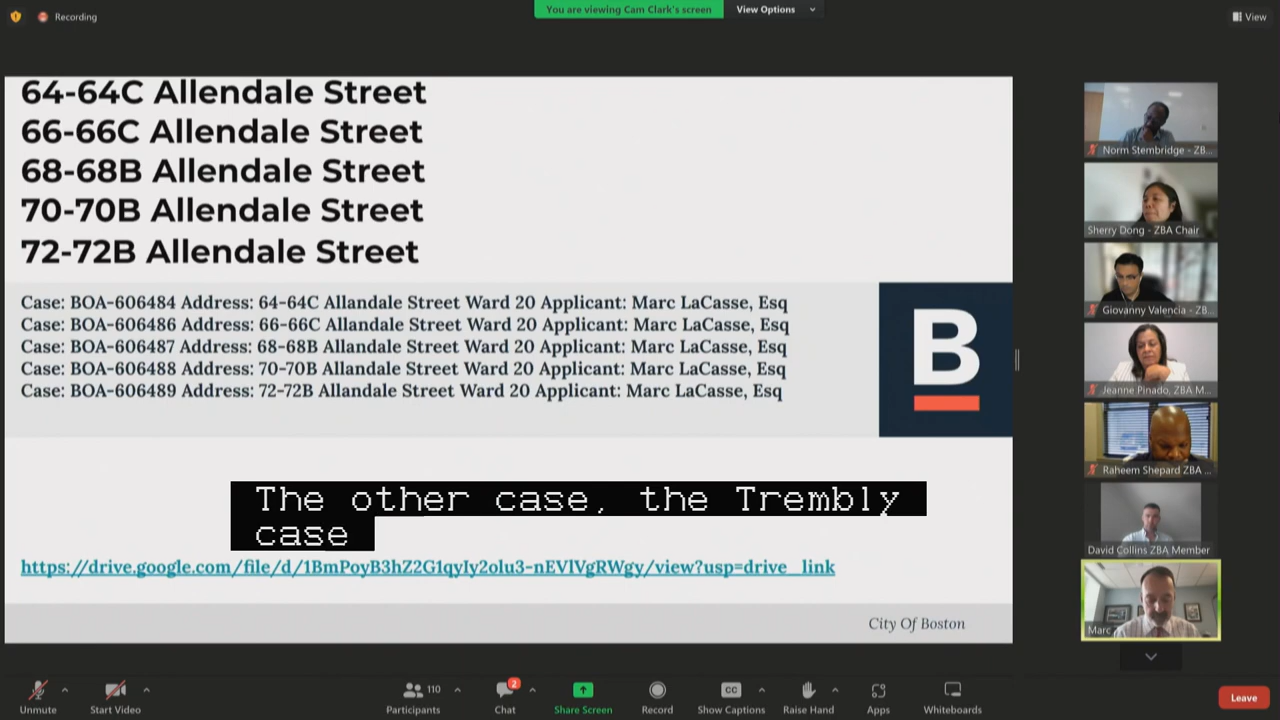 Recording
You are viewing Cam Clark's screen
View Options
View
64-64C Allendale Street
66-66C Allendale Street
68-68B Allendale Street
70-70B Allendale Street
72-72B Allendale Street
Case: BOA-606484 Address: 64-64C Allandale Street Ward 20 Applicant: Marc LaCasse, Esq
Case: BOA-606486 Address: 66-66C Allandale Street Ward 20 Applicant: Marc LaCasse, Esq
Case: BOA-606487 Address: 68-68B Allandale Street Ward 20 Applicant: Marc LaCasse, Esq
Case: BOA-606488 Address: 70-70B Allandale Street Ward 20 Applicant: Marc LaCasse, Esq
Case: BOA-606489 Address: 72-72B Allandale Street Ward 20 Applicant: Marc LaCasse, Esq
B
The other case, the Trembly
case
https://drive.google.com/file/d/1BmPoyB3hZ2G1qyIy2olu3-nEVlVgRWgy/view?usp=drive_link
City Of Boston
Norm Stembridge - ZB...
Sherry Dong - ZBA Chair
Giovanny Valencia - ZB...
Jeanne Pinado, ZBA M...
Raheem Shepard ZBA ...
David Collins ZBA Member
Marc
Unmute
Start Video
110
Participants
2
Chat
Share Screen
Record
CC
Show Captions
Raise Hand
Apps
Whiteboards
Leave